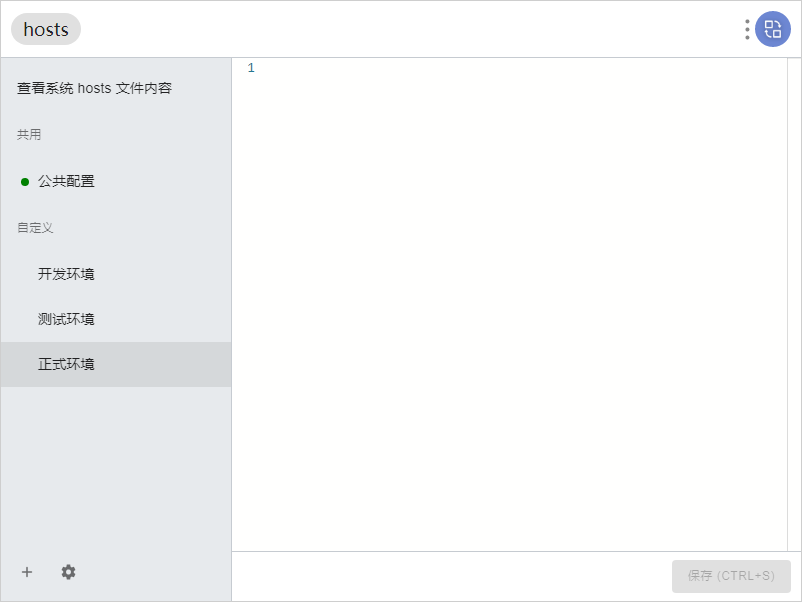 hosts
查看系统 hosts 文件内容
共用
公共配置
自定义
开发环境
测试环境
正式环境
1
保存 (CTRL+S)